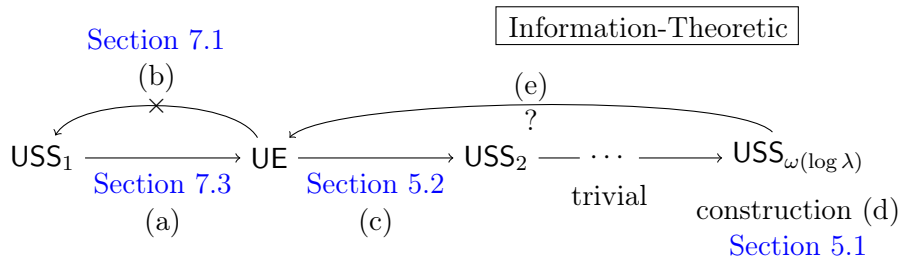 Information-Theoretic
Section 7.1
(b)
(e)
?
USS₁ UE USS₂ ⋯ USS_{ω(log λ)}
Section 7.3 Section 5.2 trivial
(a) (c) construction (d)
Section 5.1